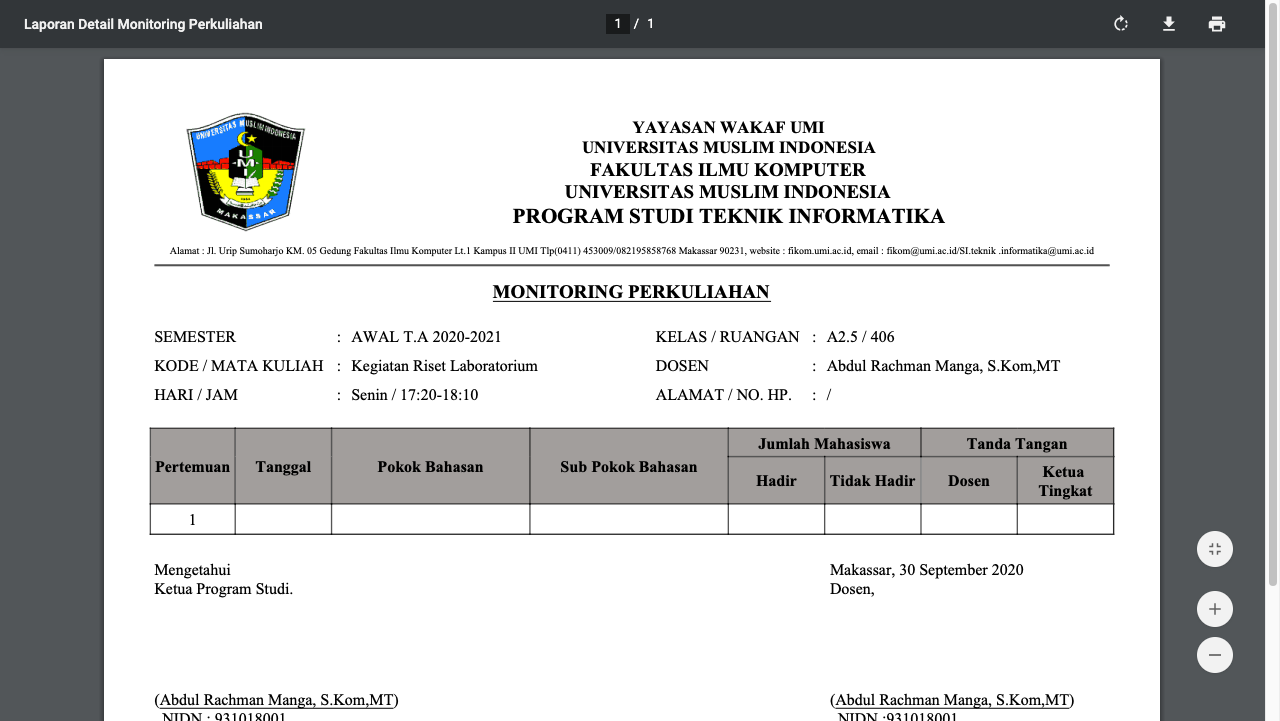 Laporan Detail Monitoring Perkuliahan
1 / 1
UNIVERSITAS MUSLIM INDONESIA
UMI
MAKASSAR
YAYASAN WAKAF UMI
UNIVERSITAS MUSLIM INDONESIA
FAKULTAS ILMU KOMPUTER
UNIVERSITAS MUSLIM INDONESIA
PROGRAM STUDI TEKNIK INFORMATIKA
Alamat : Jl. Urip Sumoharjo KM. 05 Gedung Fakultas Ilmu Komputer Lt.1 Kampus II UMI Tlp(0411) 453009/082195858768 Makassar 90231, website : fikom.umi.ac.id, email : fikom@umi.ac.id/SI.teknik .informatika@umi.ac.id
MONITORING PERKULIAHAN
SEMESTER : AWAL T.A 2020-2021 KELAS / RUANGAN : A2.5 / 406
KODE / MATA KULIAH : Kegiatan Riset Laboratorium DOSEN : Abdul Rachman Manga, S.Kom,MT
HARI / JAM : Senin / 17:20-18:10 ALAMAT / NO. HP. : /
Jumlah Mahasiswa Tanda Tangan
Pertemuan Tanggal Pokok Bahasan Sub Pokok Bahasan
Hadir Tidak Hadir Dosen Ketua
Tingkat
1
Mengetahui Makassar, 30 September 2020
Ketua Program Studi. Dosen,
(Abdul Rachman Manga, S.Kom,MT) (Abdul Rachman Manga, S.Kom,MT)
NIDN : 931018001 NIDN :931018001